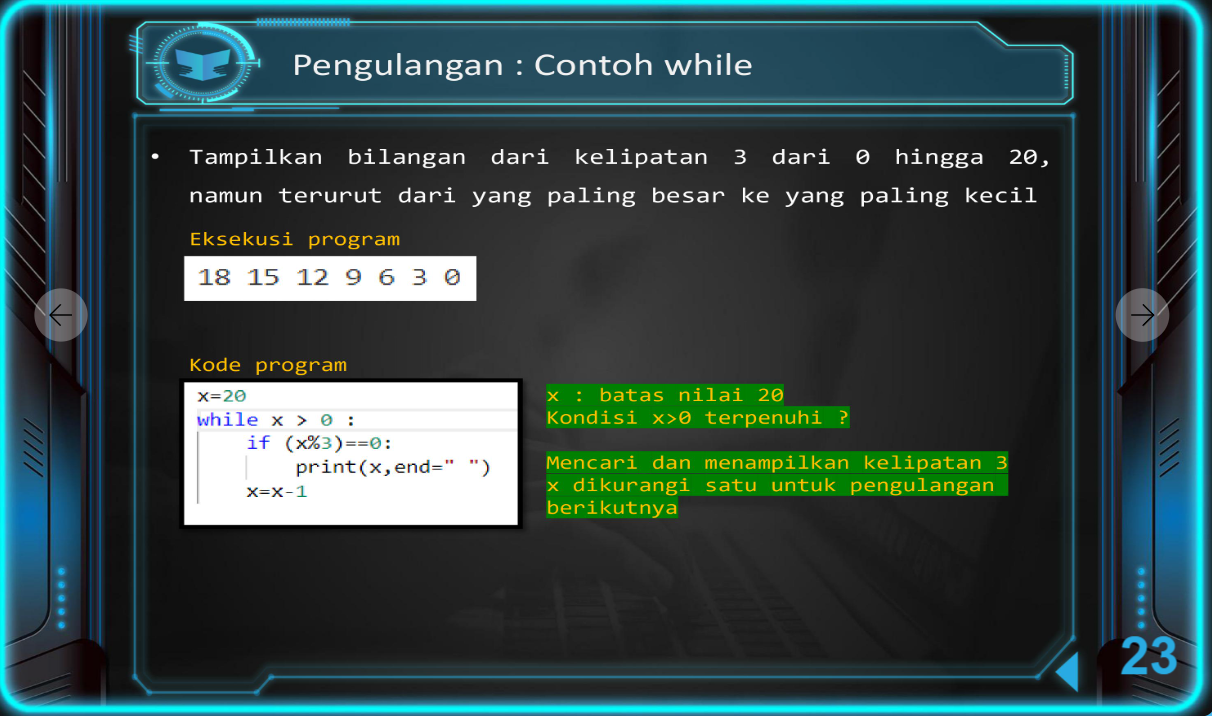 Pengulangan : Contoh while
• Tampilkan bilangan dari kelipatan 3 dari 0 hingga 20,
namun terurut dari yang paling besar ke yang paling kecil
Eksekusi program
18 15 12 9 6 3 0
Kode program
x=20
while x > 0 :
    if (x%3)==0:
        print(x,end=" ")
    x=x-1
x : batas nilai 20
Kondisi x>0 terpenuhi ?
Mencari dan menampilkan kelipatan 3
x dikurangi satu untuk pengulangan
berikutnya
23